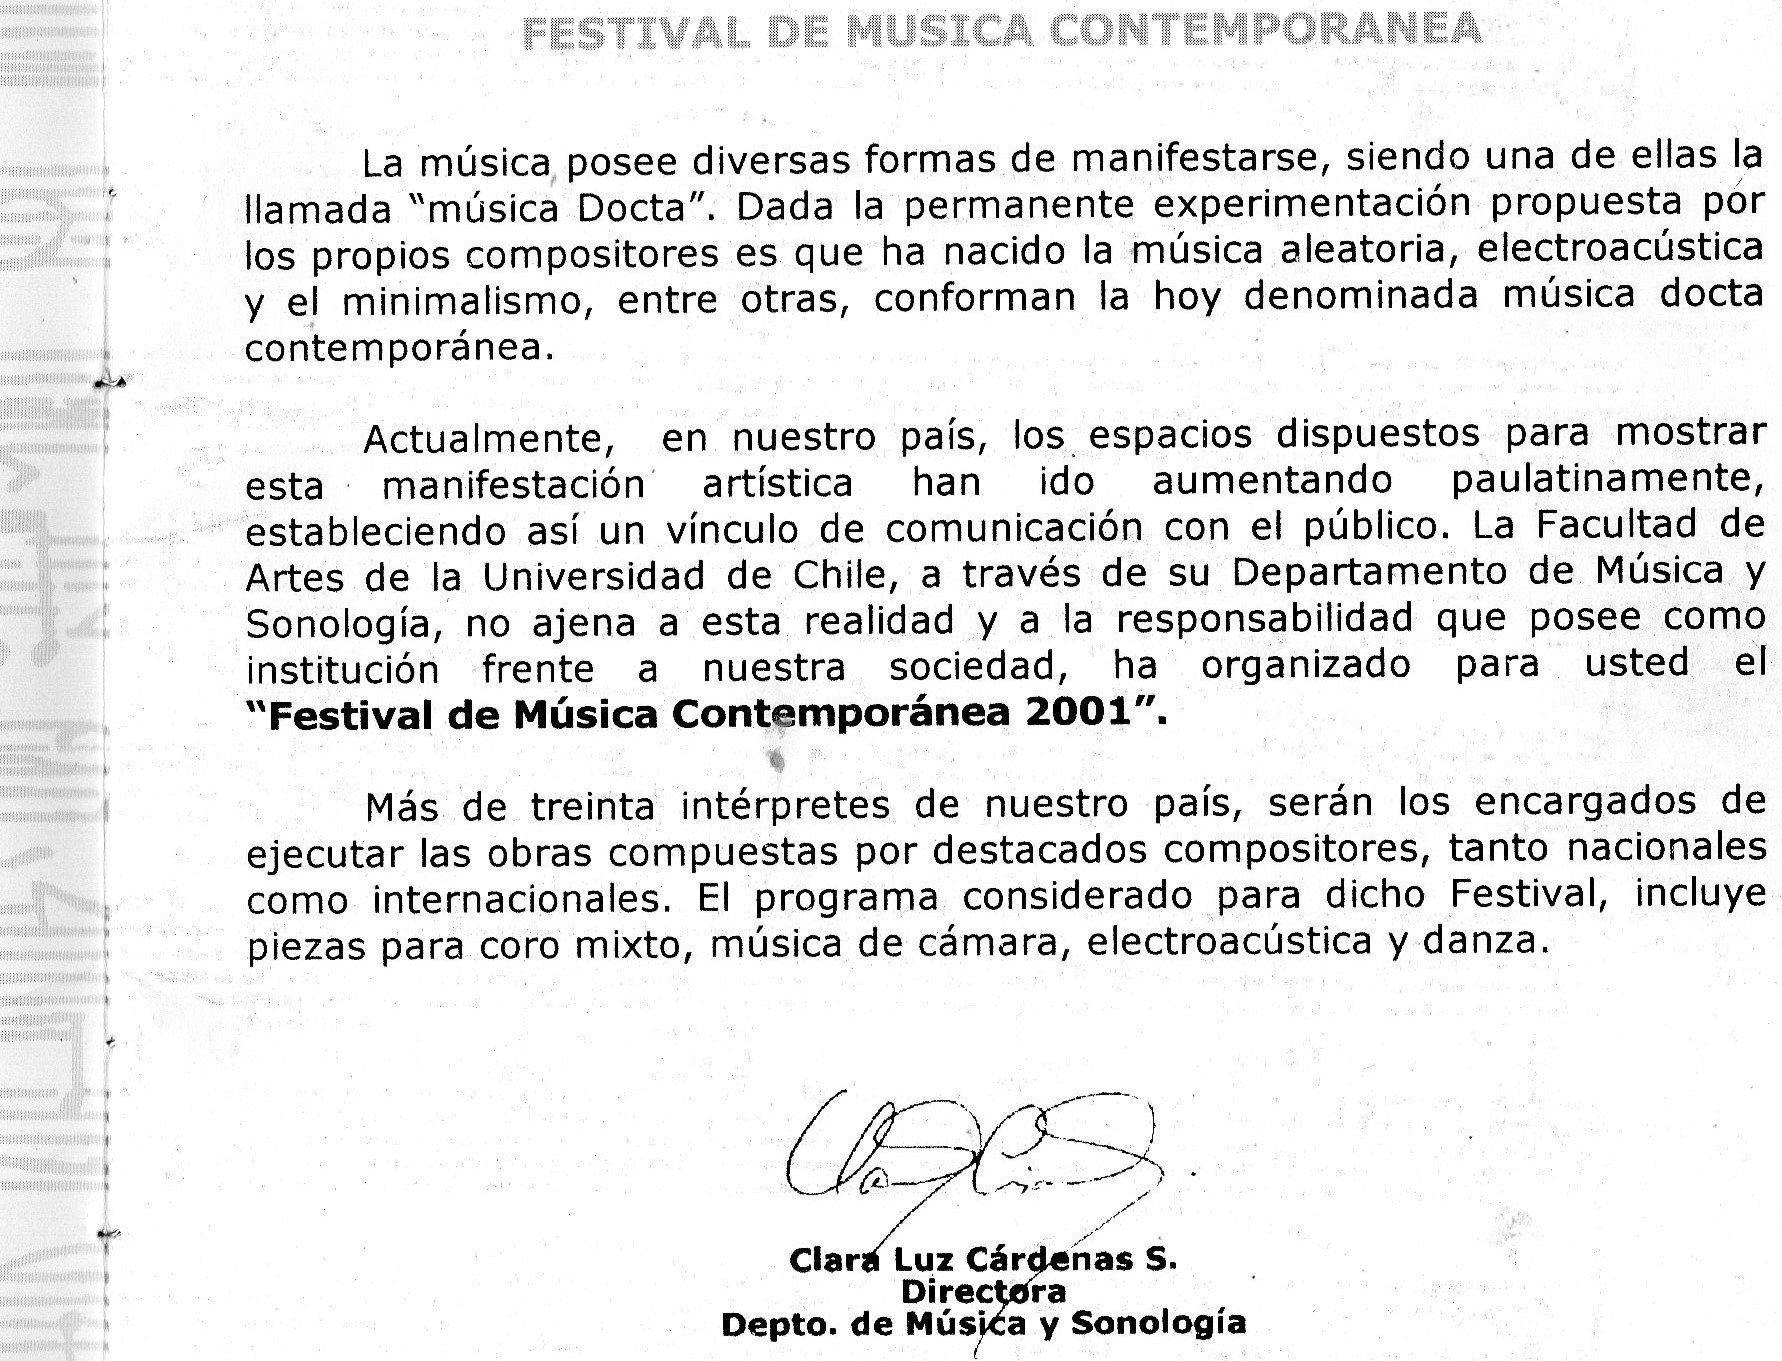 FESTIVAL DE MUSICA CONTEMPORANEA
La música posee diversas formas de manifestarse, siendo una de ellas la
llamada "música Docta". Dada la permanente experimentación propuesta por
los propios compositores es que ha nacido la música aleatoria, electroacústica
y el minimalismo, entre otras, conforman la hoy denominada música docta
contemporánea.
Actualmente, en nuestro país, los espacios dispuestos para mostrar
esta manifestación artística han ido aumentando paulatinamente,
estableciendo así un vínculo de comunicación con el público. La Facultad de
Artes de la Universidad de Chile, a través de su Departamento de Música y
Sonología, no ajena a esta realidad y a la responsabilidad que posee como
institución frente a nuestra sociedad, ha organizado para usted el
"Festival de Música Contemporánea 2001".
Más de treinta intérpretes de nuestro país, serán los encargados de
ejecutar las obras compuestas por destacados compositores, tanto nacionales
como internacionales. El programa considerado para dicho Festival, incluye
piezas para coro mixto, música de cámara, electroacústica y danza.
Clara Luz Cárdenas S.
Directora
Depto. de Música y Sonología